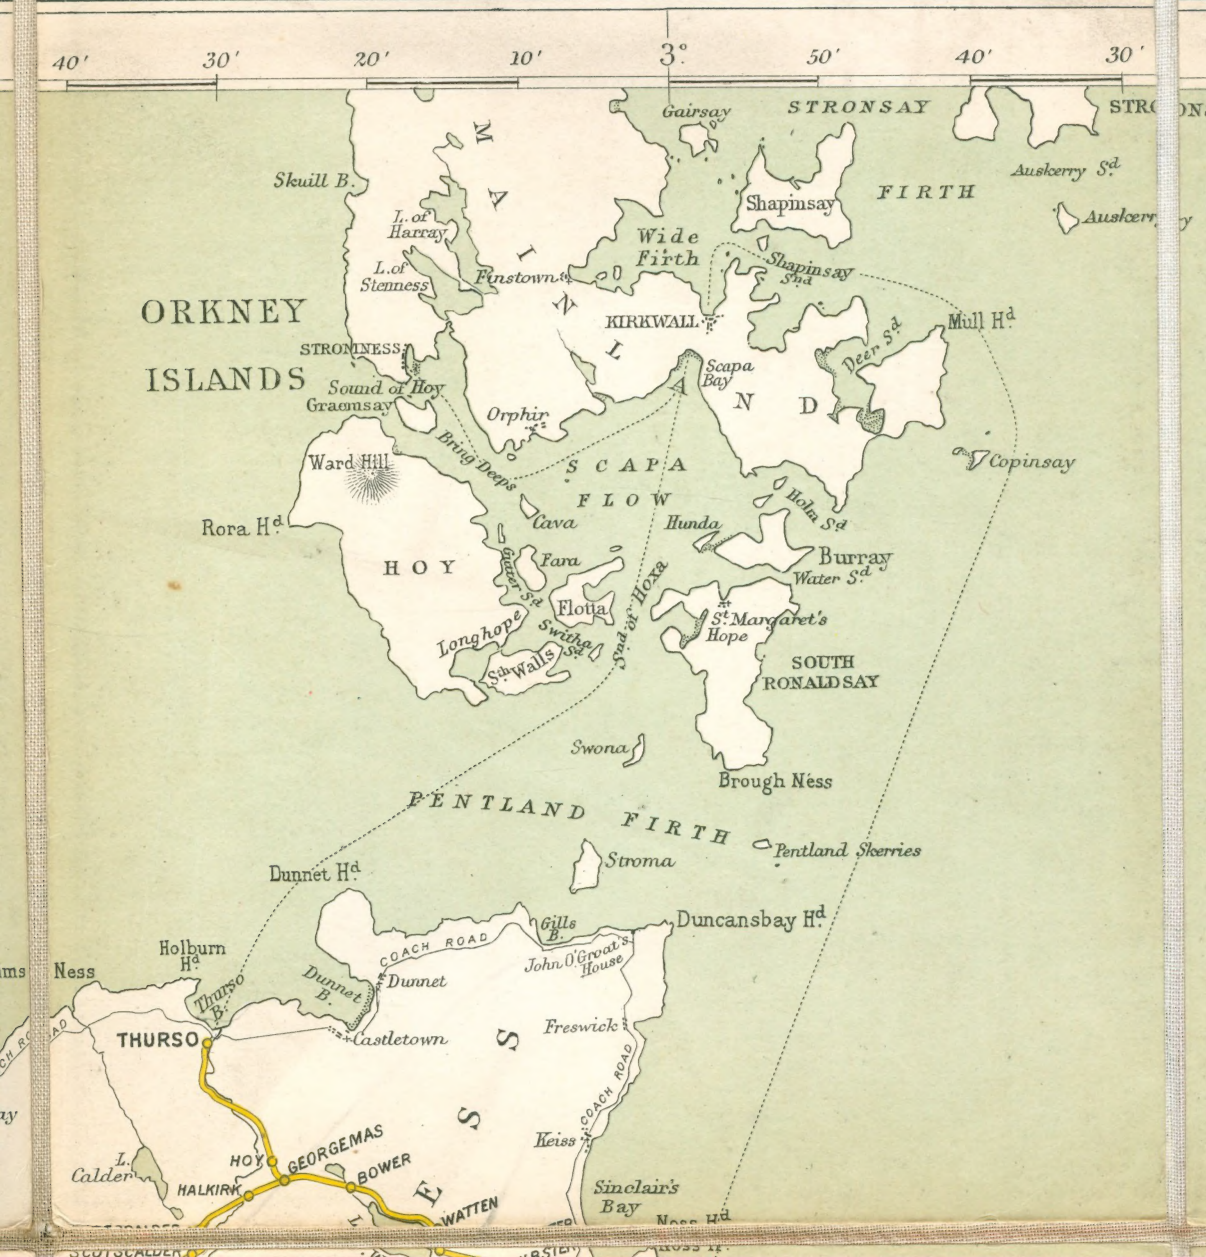 40' 30' 20' 10' 3° 50' 40' 30'
Gairsay
STRONSAY
FIRTH
Auskerry Sd
Auskerry
Skuill B.
MAINLAND
Shapinsay
L. of
Harray
Wide
Firth
L. of
Stenness
Finstown
Shapinsay
Snd
ORKNEY
ISLANDS
KIRKWALL
Mull Hd
STROMNESS
Deer Sd
Scapa
Bay
Sound of Hoy
Graemsay
Orphir
Bring Deeps
SCAPA
FLOW
Copinsay
Ward Hill
Holm Sd
Rora Hd
Cava
Hunda
HOY
Gutter Sd
Fara
Burray
Water Sd
Flotta
Snd of Hoxa
St Margaret's
Hope
Longhope
Switha
Sd
Sth Walls
SOUTH
RONALDSAY
Swona
Brough Ness
PENTLAND FIRTH
Stroma
Pentland Skerries
Dunnet Hd
Duncansbay Hd
Gills
B.
COACH ROAD
John O'Groat's
House
Holburn
Hd
Ness
Thurso
B.
Dunnet
B.
Dunnet
THURSO
Castletown
Freswick
COACH ROAD
Keiss
HOY
GEORGEMAS
L.
Calder
HALKIRK
BOWER
WATTEN
Sinclair's
Bay
Noss Hd
SCOTSCALDER